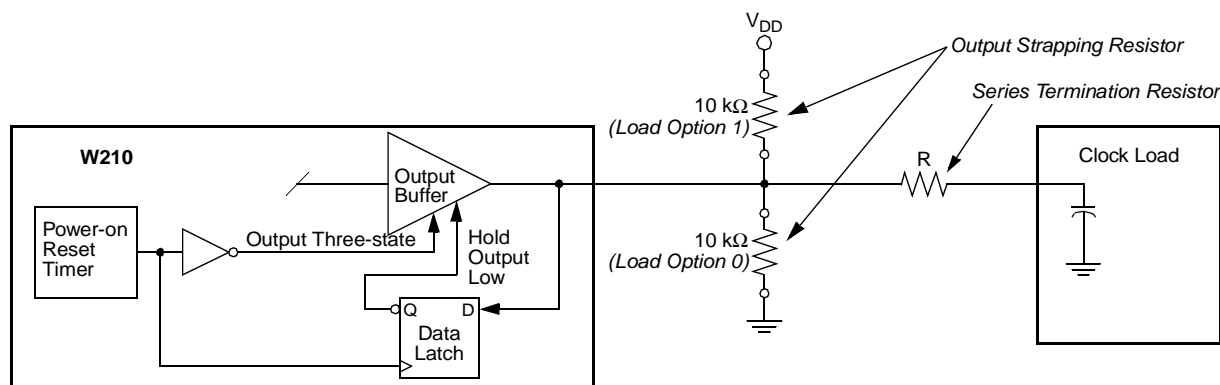 V_DD
Output Strapping Resistor
Series Termination Resistor
10 kΩ
(Load Option 1)
W210
Clock Load
R
Output
Buffer
Power-on
Reset
Timer
Output Three-state
Hold
Output
Low
10 kΩ
(Load Option 0)
Q D
Data
Latch